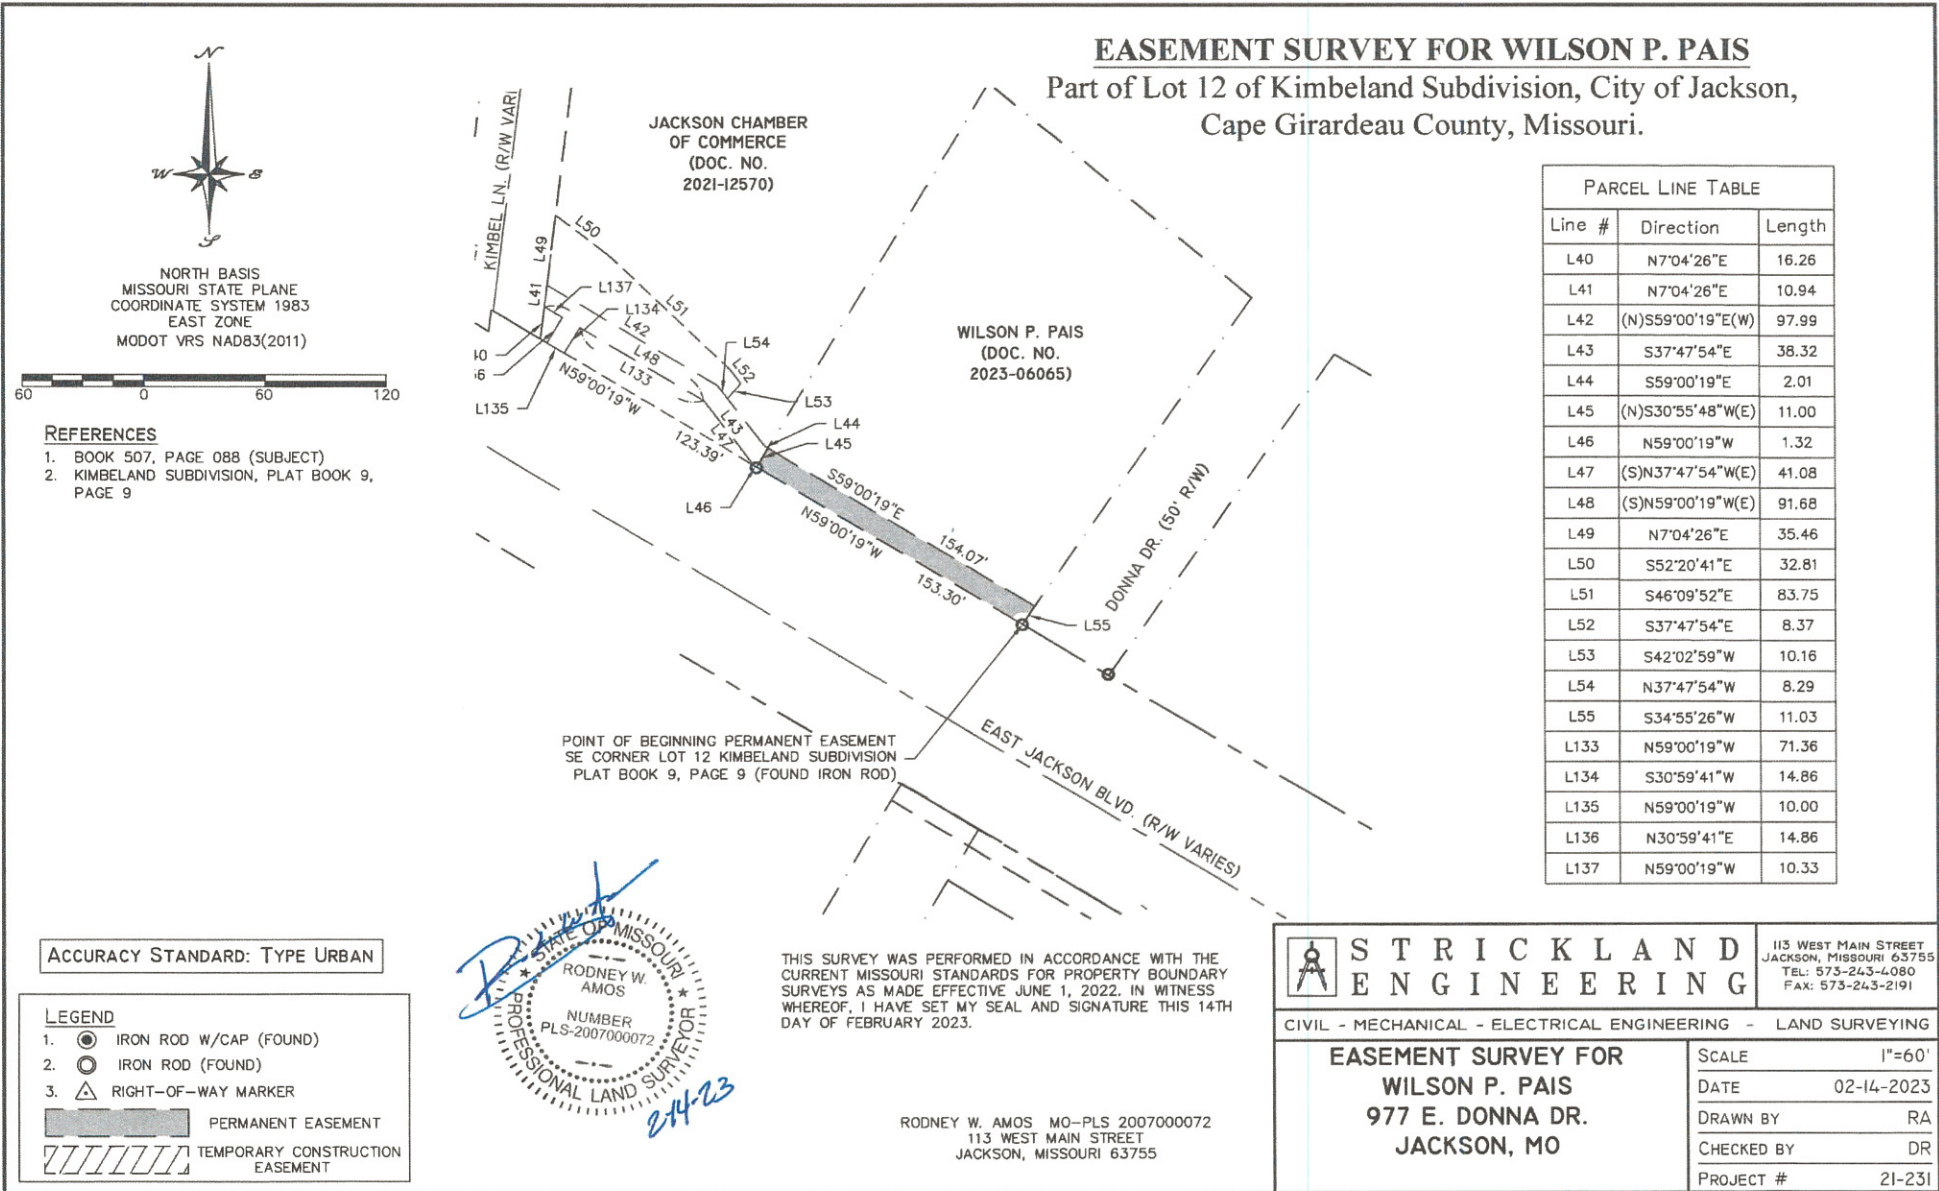 EASEMENT SURVEY FOR WILSON P. PAIS
Part of Lot 12 of Kimbeland Subdivision, City of Jackson,
Cape Girardeau County, Missouri.
N
W E
S
NORTH BASIS
MISSOURI STATE PLANE
COORDINATE SYSTEM 1983
EAST ZONE
MODOT VRS NAD83(2011)
60 0 60 120
REFERENCES
1. BOOK 507, PAGE 088 (SUBJECT)
2. KIMBELAND SUBDIVISION, PLAT BOOK 9,
PAGE 9
KIMBEL LN. (R/W VARI
JACKSON CHAMBER
OF COMMERCE
(DOC. NO.
2021-12570)
WILSON P. PAIS
(DOC. NO.
2023-06065)
L50
L49
L41
L137
L134
L51
L42
L48
L133
L54
L52
L53
40
36
L135
N59°00'19"W
123.39'
L43
L47
L44
L45
L46
S59°00'19"E
154.07'
N59°00'19"W
153.30'
DONNA DR. (50' R/W)
L55
POINT OF BEGINNING PERMANENT EASEMENT
SE CORNER LOT 12 KIMBELAND SUBDIVISION
PLAT BOOK 9, PAGE 9 (FOUND IRON ROD)
EAST JACKSON BLVD. (R/W VARIES)
PARCEL LINE TABLE
Line # Direction Length
L40 N7°04'26"E 16.26
L41 N7°04'26"E 10.94
L42 (N)S59°00'19"E(W) 97.99
L43 S37°47'54"E 38.32
L44 S59°00'19"E 2.01
L45 (N)S30°55'48"W(E) 11.00
L46 N59°00'19"W 1.32
L47 (S)N37°47'54"W(E) 41.08
L48 (S)N59°00'19"W(E) 91.68
L49 N7°04'26"E 35.46
L50 S52°20'41"E 32.81
L51 S46°09'52"E 83.75
L52 S37°47'54"E 8.37
L53 S42°02'59"W 10.16
L54 N37°47'54"W 8.29
L55 S34°55'26"W 11.03
L133 N59°00'19"W 71.36
L134 S30°59'41"W 14.86
L135 N59°00'19"W 10.00
L136 N30°59'41"E 14.86
L137 N59°00'19"W 10.33
ACCURACY STANDARD: TYPE URBAN
LEGEND
1. IRON ROD W/CAP (FOUND)
2. IRON ROD (FOUND)
3. RIGHT-OF-WAY MARKER
PERMANENT EASEMENT
TEMPORARY CONSTRUCTION
EASEMENT
STATE OF MISSOURI
RODNEY W.
AMOS
NUMBER
PLS-2007000072
PROFESSIONAL LAND SURVEYOR
2-14-23
THIS SURVEY WAS PERFORMED IN ACCORDANCE WITH THE
CURRENT MISSOURI STANDARDS FOR PROPERTY BOUNDARY
SURVEYS AS MADE EFFECTIVE JUNE 1, 2022. IN WITNESS
WHEREOF, I HAVE SET MY SEAL AND SIGNATURE THIS 14TH
DAY OF FEBRUARY 2023.
RODNEY W. AMOS MO-PLS 2007000072
113 WEST MAIN STREET
JACKSON, MISSOURI 63755
STRICKLAND
ENGINEERING
113 WEST MAIN STREET
JACKSON, MISSOURI 63755
TEL: 573-243-4080
FAX: 573-243-2191
CIVIL - MECHANICAL - ELECTRICAL ENGINEERING - LAND SURVEYING
EASEMENT SURVEY FOR
WILSON P. PAIS
977 E. DONNA DR.
JACKSON, MO
SCALE 1"=60'
DATE 02-14-2023
DRAWN BY RA
CHECKED BY DR
PROJECT # 21-231